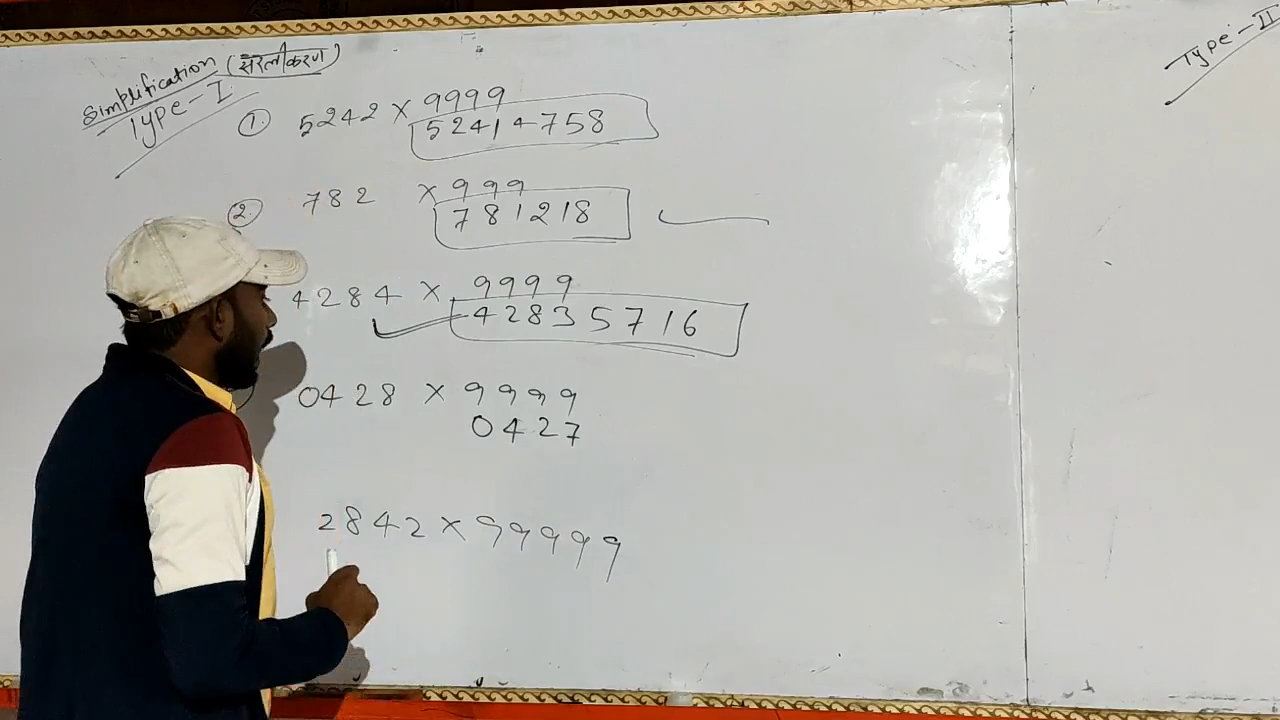 Simplification (सरलीकरण)
Type-I
Type-II
1. 5242 × 9999
52414758
2. 782 × 999
781218
4284 × 9999
42835716
0428 × 9999
0427
2842 × 99999